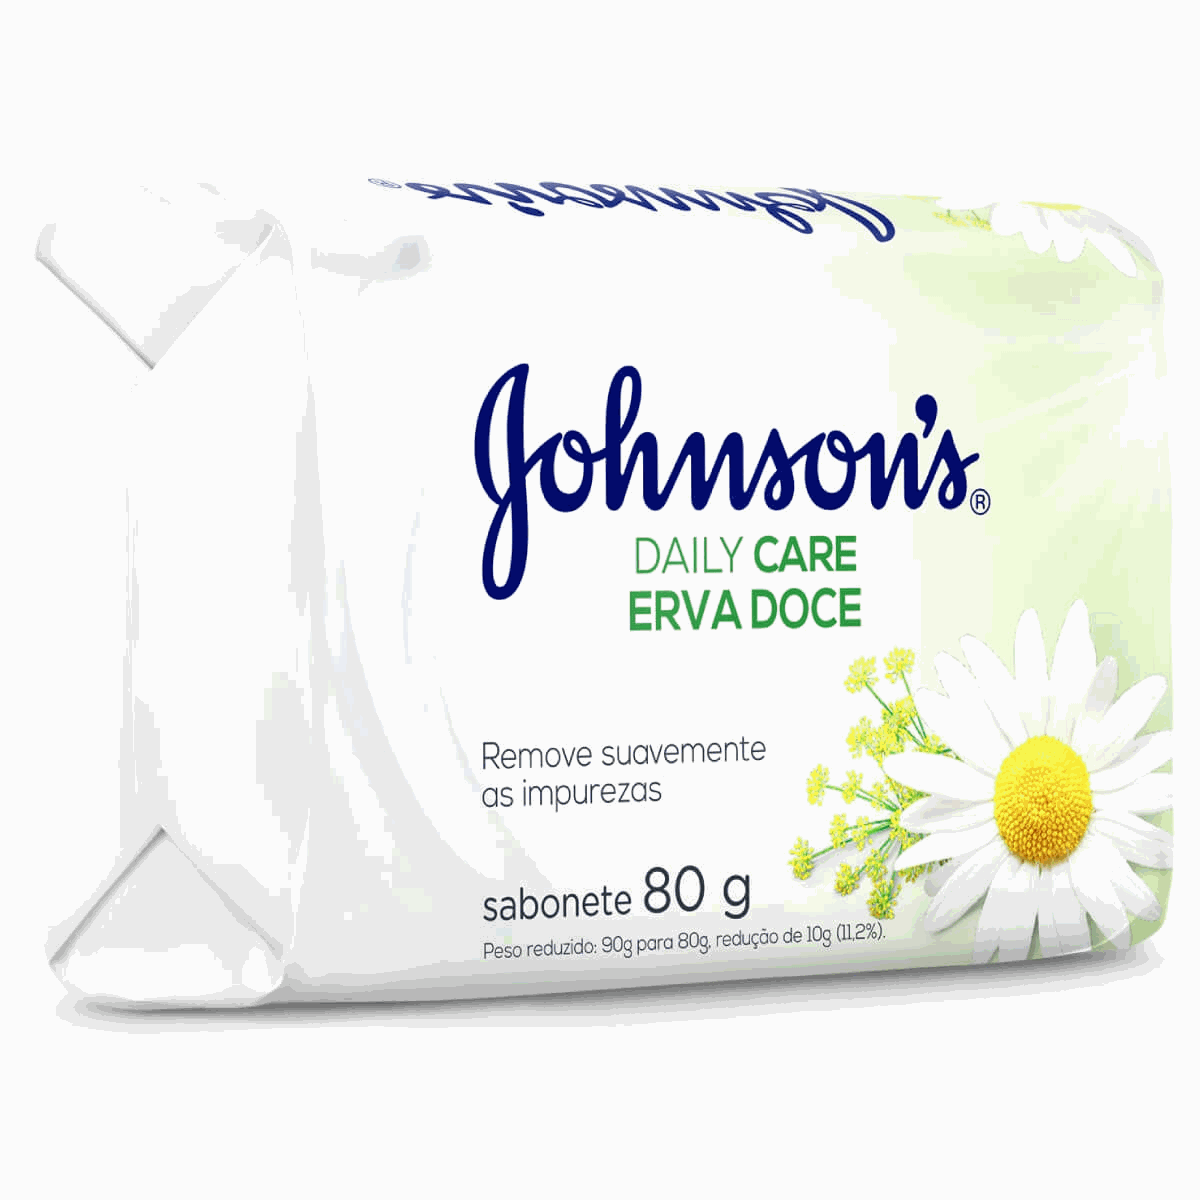 Johnson's®
Johnson's®
DAILY CARE
ERVA DOCE
Remove suavemente
as impurezas
sabonete 80 g
Peso reduzido: 90g para 80g, redução de 10g (11,2%).